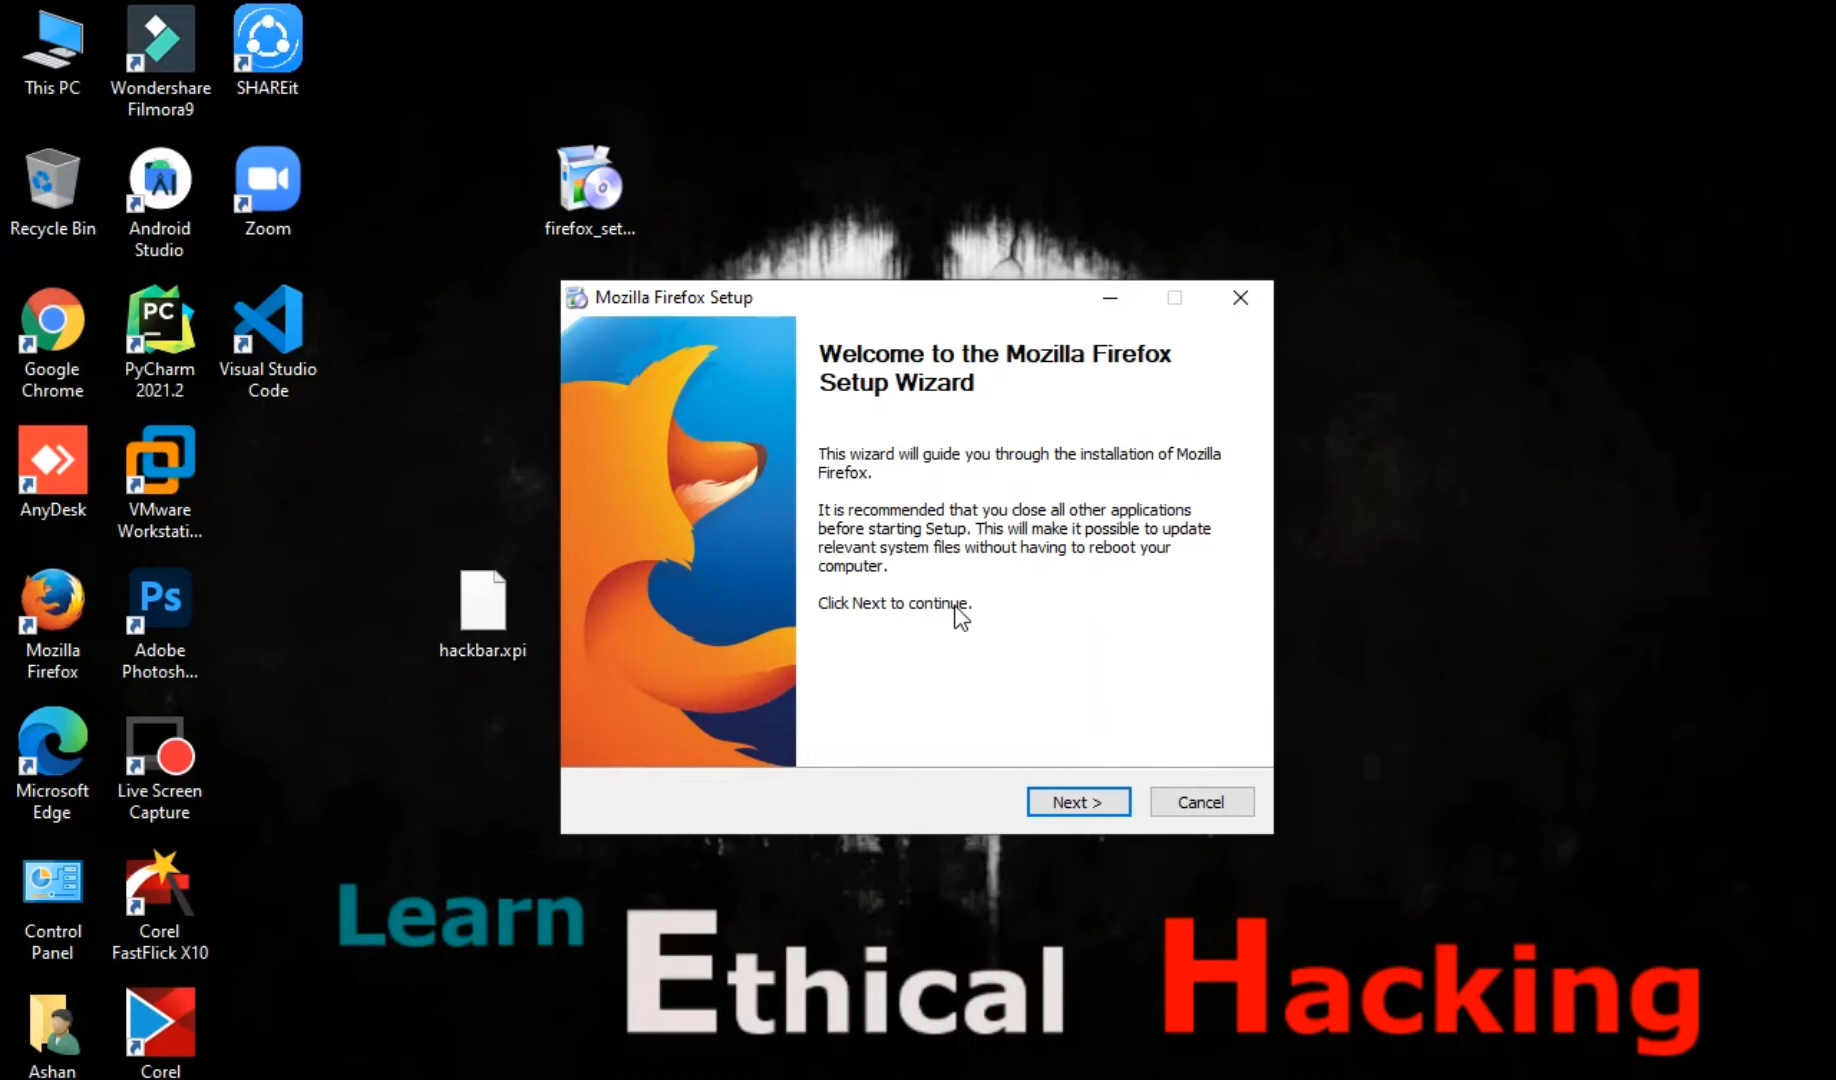 This PC
Wondershare
Filmora9
SHAREit
Recycle Bin
Android
Studio
Zoom
firefox_set...
Google
Chrome
PC
PyCharm
2021.2
Visual Studio
Code
AnyDesk
VMware
Workstati...
Mozilla
Firefox
Ps
Adobe
Photosh...
hackbar.xpi
Microsoft
Edge
Live Screen
Capture
Control
Panel
Corel
FastFlick X10
Ashan
Corel
Mozilla Firefox Setup
Welcome to the Mozilla Firefox
Setup Wizard
This wizard will guide you through the installation of Mozilla
Firefox.
It is recommended that you close all other applications
before starting Setup. This will make it possible to update
relevant system files without having to reboot your
computer.
Click Next to continue.
Next >
Cancel
Learn
Ethical
Hacking